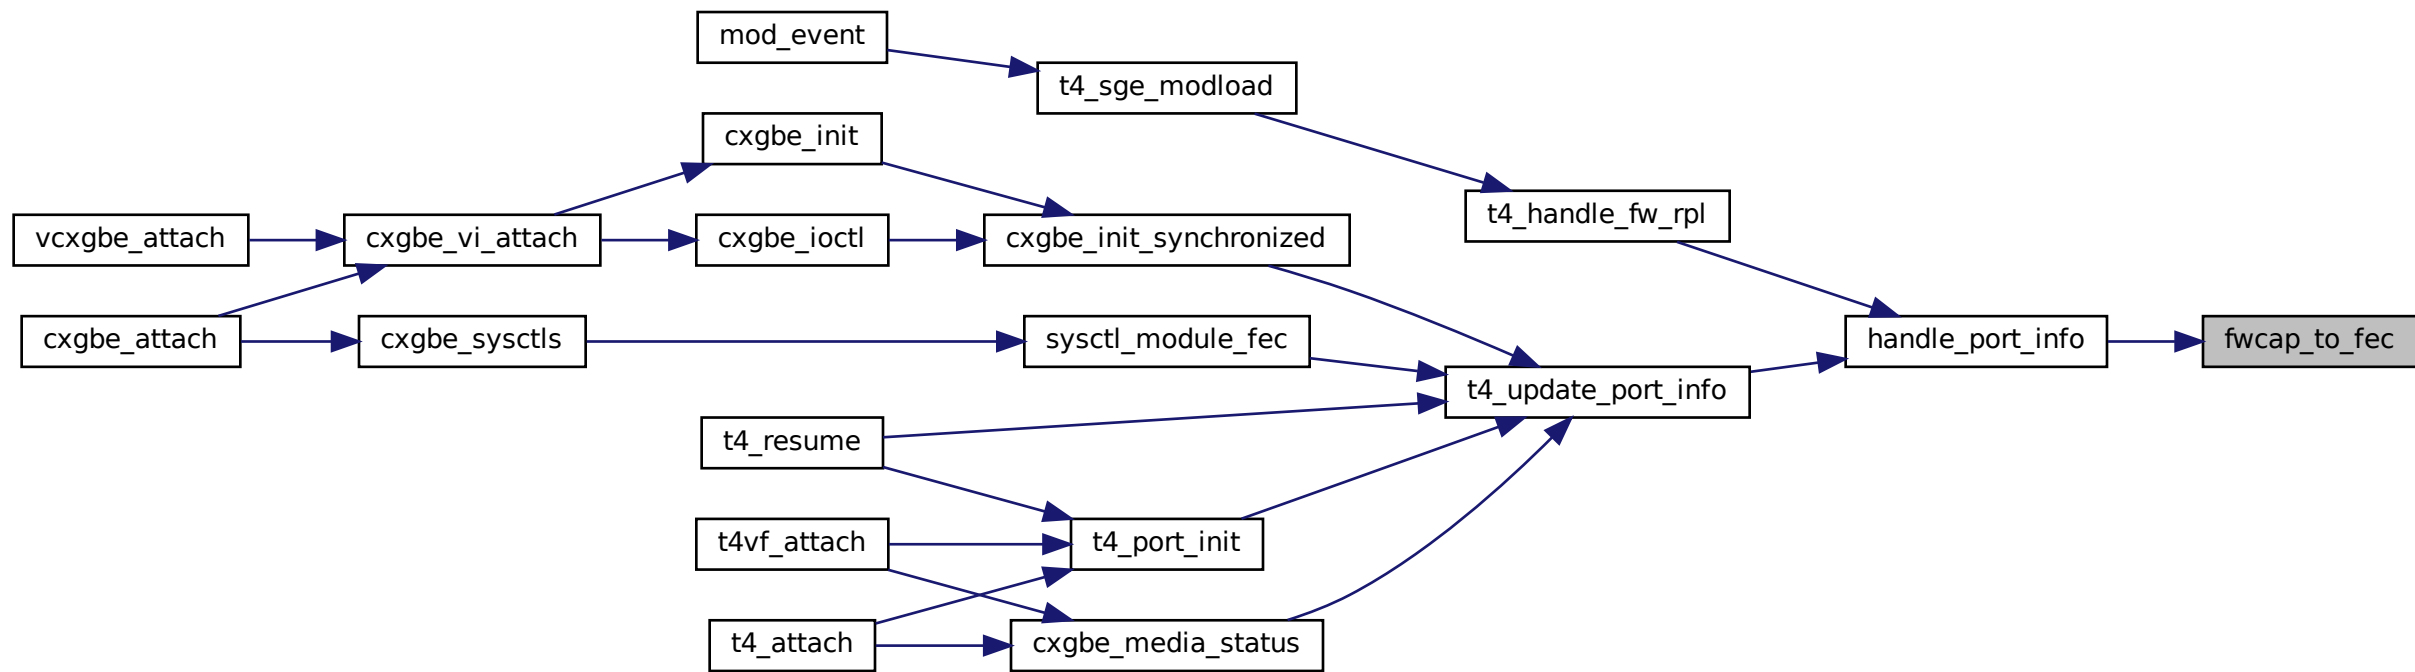 mod_event
t4_sge_modload
cxgbe_init
t4_handle_fw_rpl
vcxgbe_attach
cxgbe_vi_attach
cxgbe_ioctl
cxgbe_init_synchronized
cxgbe_attach
cxgbe_sysctls
sysctl_module_fec
handle_port_info
fwcap_to_fec
t4_update_port_info
t4_resume
t4vf_attach
t4_port_init
t4_attach
cxgbe_media_status